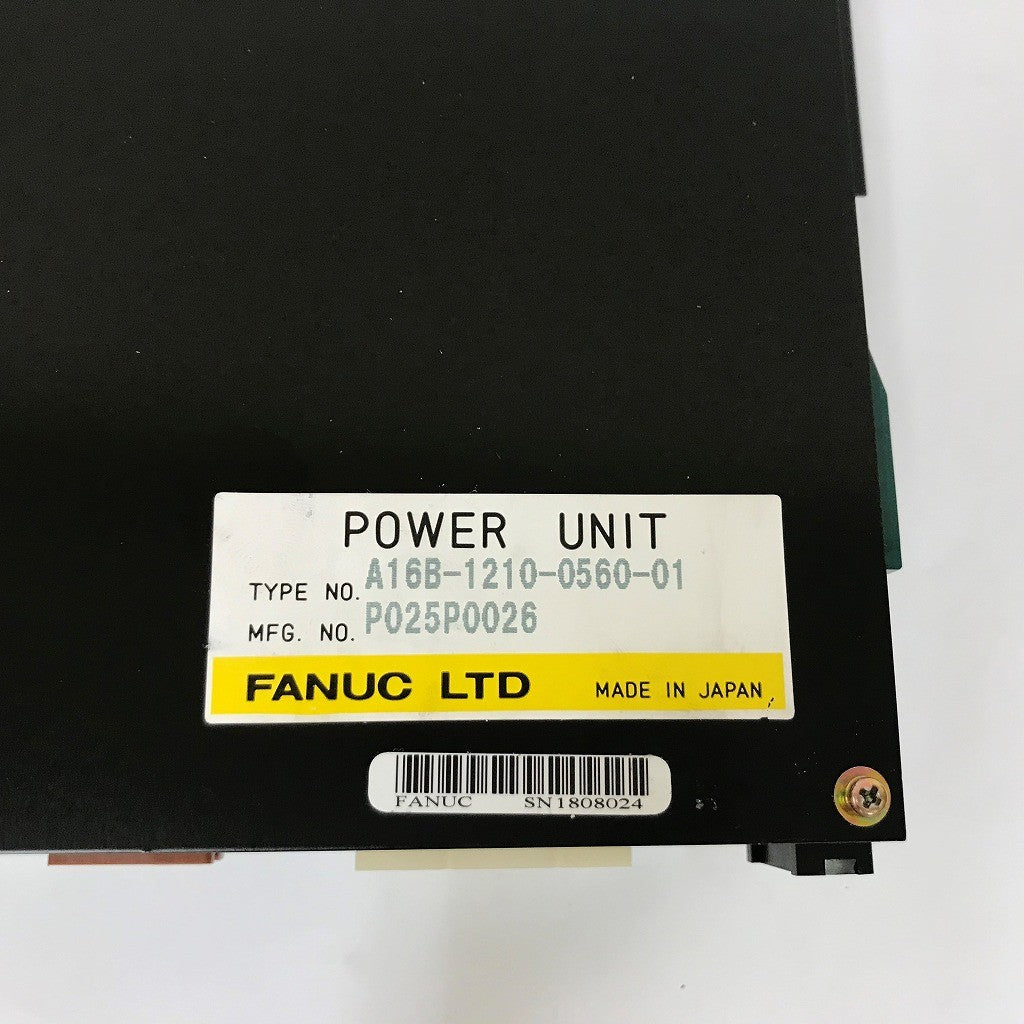 POWER UNIT
TYPE NO. A16B-1210-0560-01
MFG. NO. P025P0026
FANUC LTD MADE IN JAPAN
FANUC SN1808024